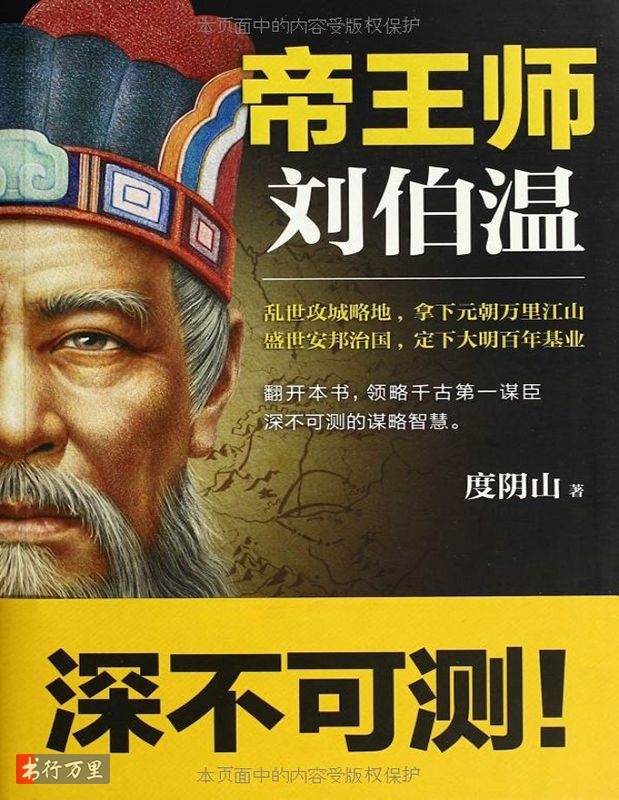 本页面中的内容受版权保护
帝王师
刘伯温
乱世攻城略地，拿下元朝万里江山
盛世安邦治国，定下大明百年基业
翻开本书，领略千古第一谋臣
深不可测的谋略智慧。
度阴山 著
深不可测！
书行万里
本页面中的内容受版权保护